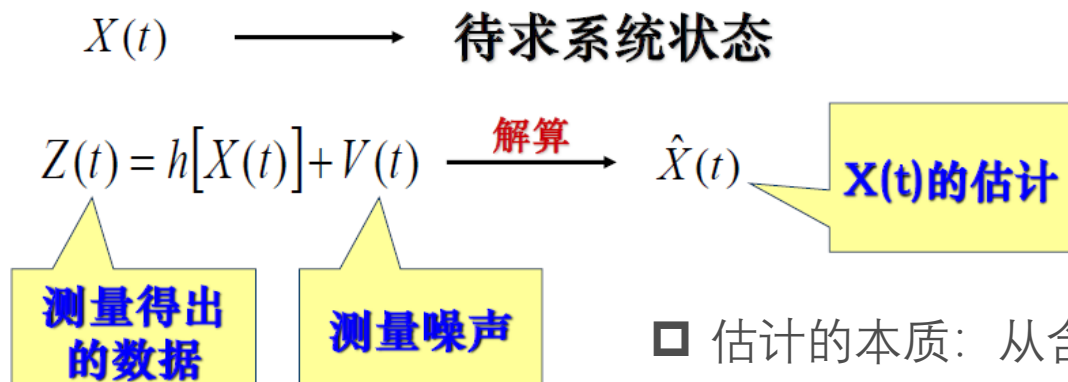 X(t) 待求系统状态
Z(t) = h[X(t)] + V(t) 解算 X̂(t)
X(t)的估计
测量得出
的数据
测量噪声
估计的本质：从含